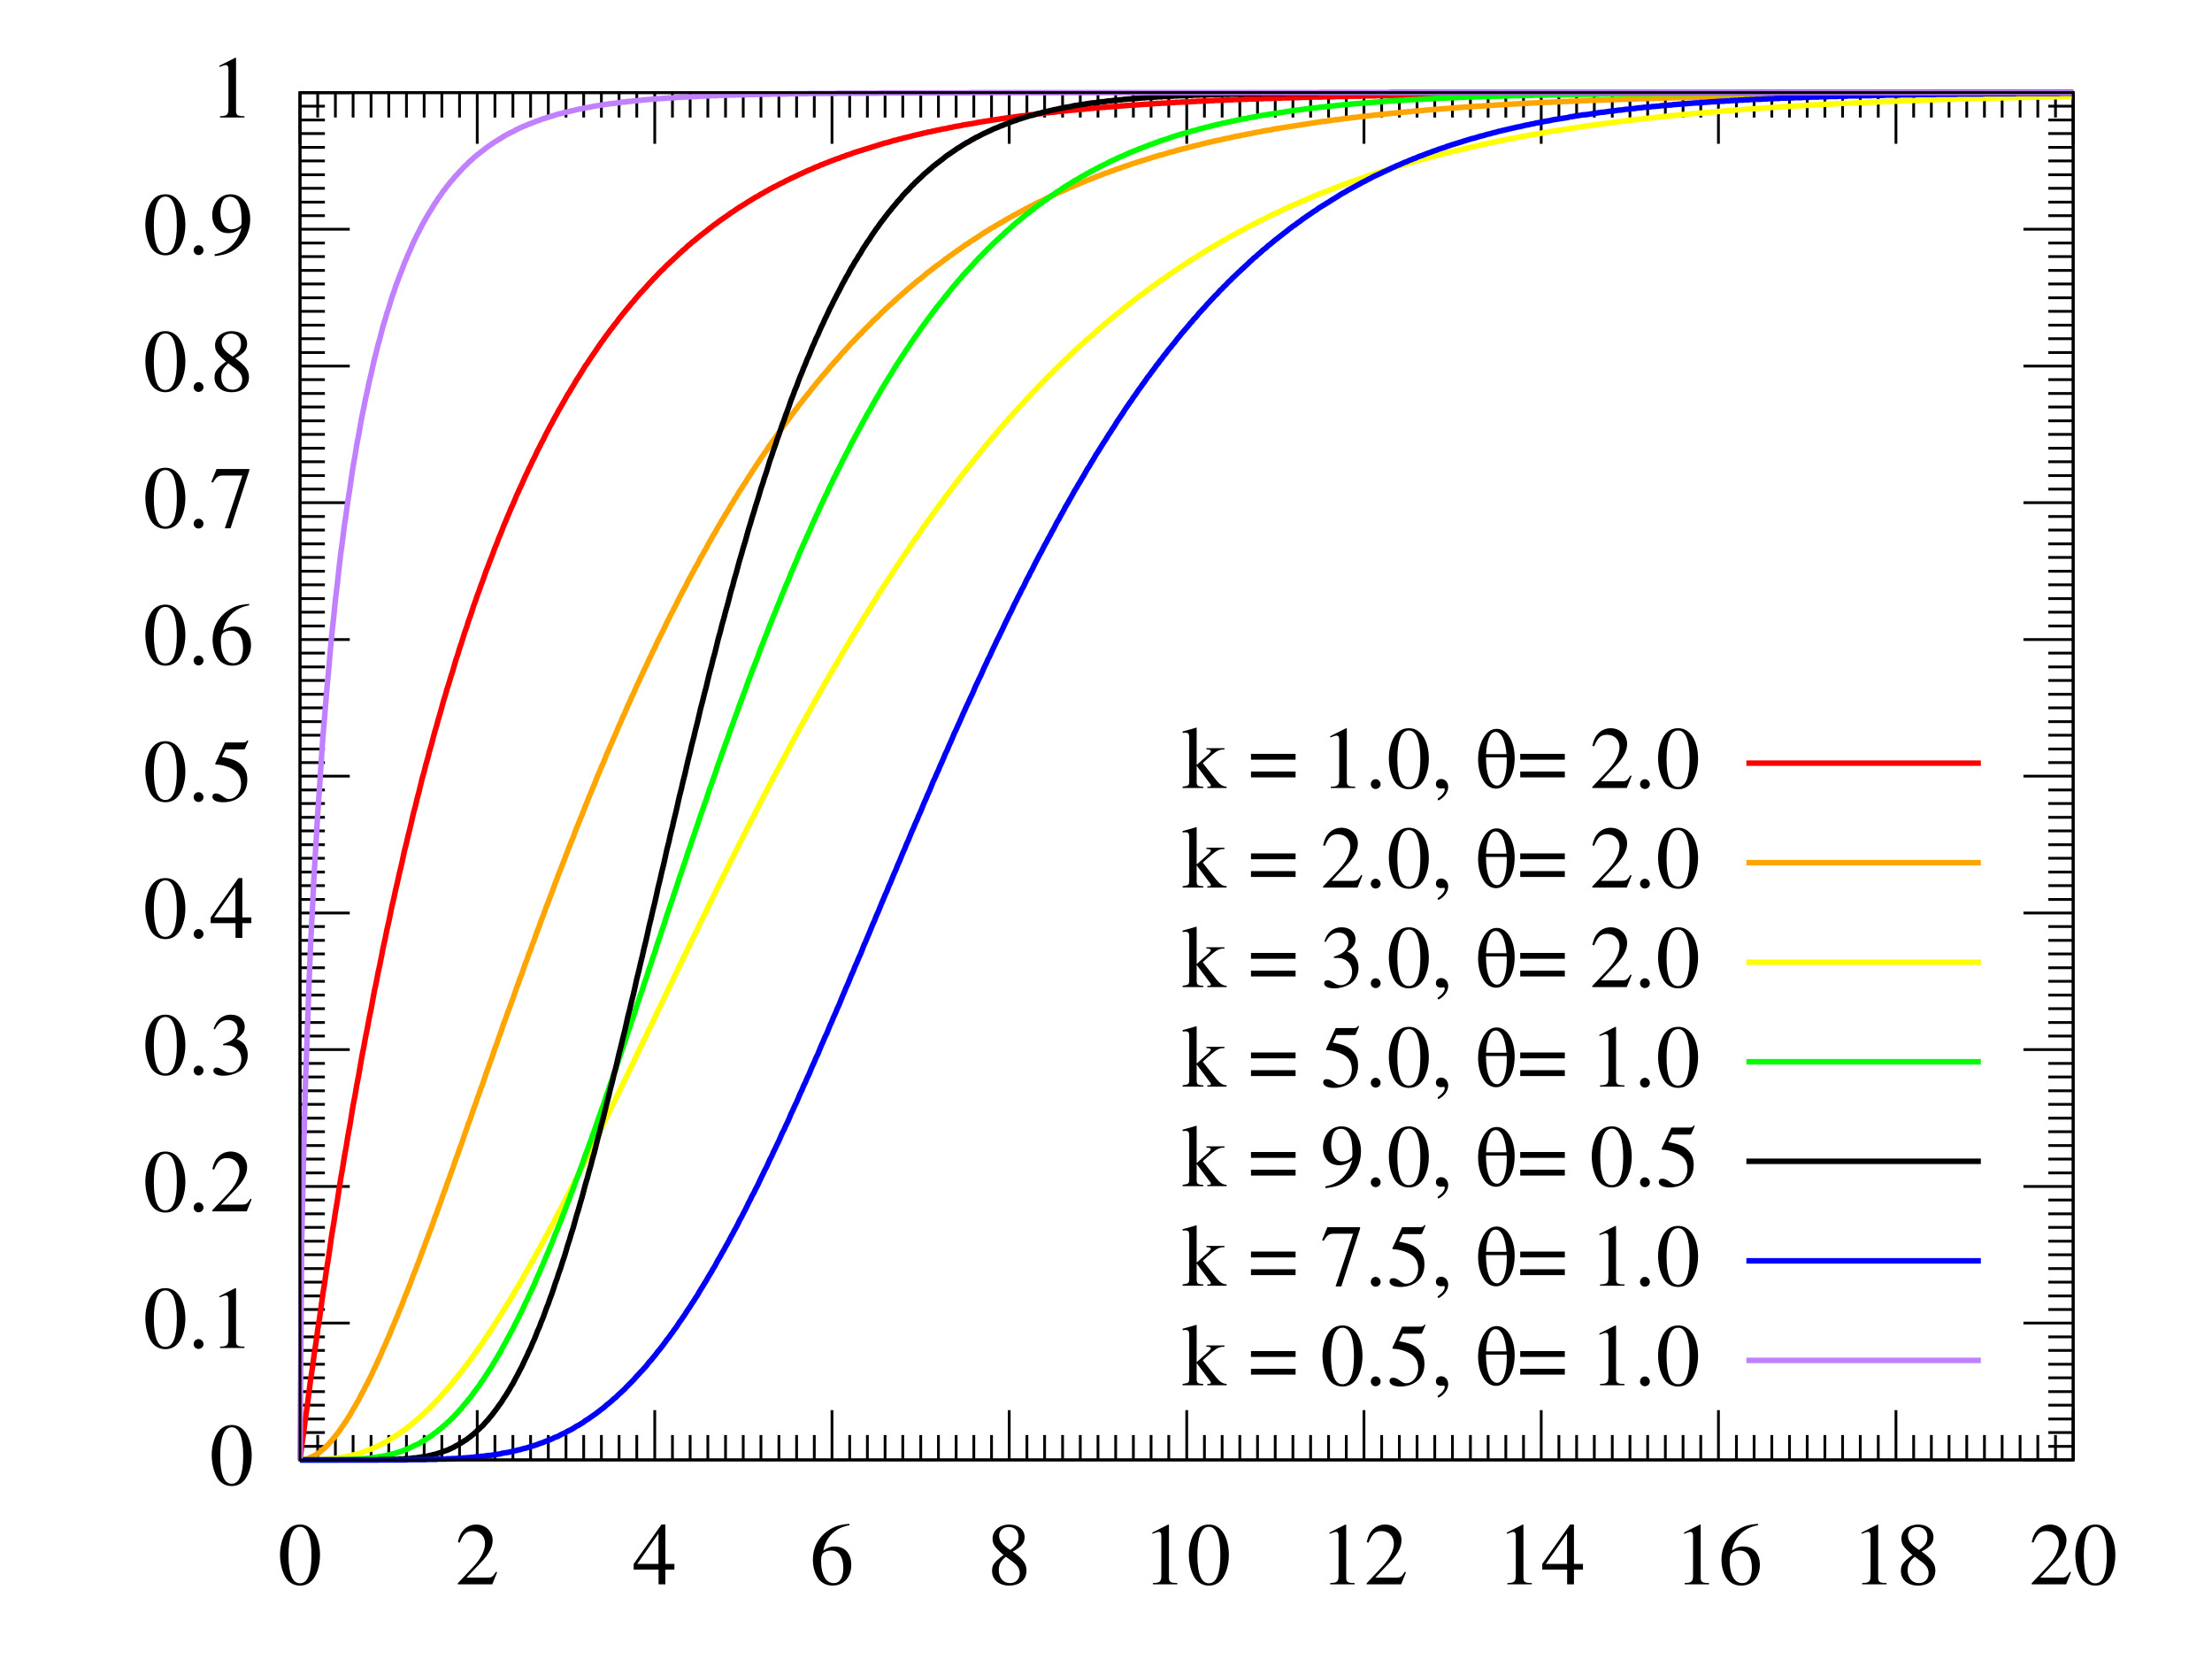 1
0.9
0.8
0.7
0.6
0.5
0.4
0.3
0.2
0.1
0
k = 1.0, θ= 2.0
k = 2.0, θ= 2.0
k = 3.0, θ= 2.0
k = 5.0, θ= 1.0
k = 9.0, θ= 0.5
k = 7.5, θ= 1.0
k = 0.5, θ= 1.0
0 2 4 6 8 10 12 14 16 18 20